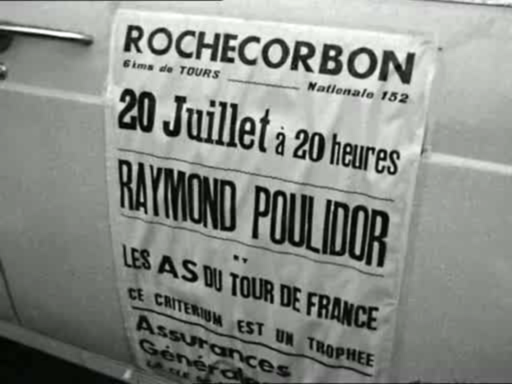 ROCHECORBON
6kms de TOURS Nationale 152
20 Juillet à 20 heures
RAYMOND POULIDOR
ET
LES AS DU TOUR DE FRANCE
CE CRITERIUM EST UN TROPHEE
Assurances
Générales